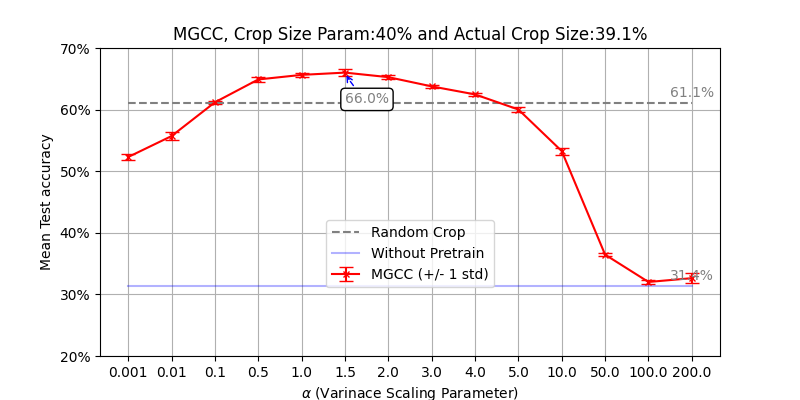 MGCC, Crop Size Param:40% and Actual Crop Size:39.1%
70%
60%
50%
40%
30%
20%
Mean Test accuracy
61.1%
66.0%
31.4%
Random Crop
Without Pretrain
MGCC (+/- 1 std)
0.001 0.01 0.1 0.5 1.0 1.5 2.0 3.0 4.0 5.0 10.0 50.0 100.0 200.0
α (Varinace Scaling Parameter)